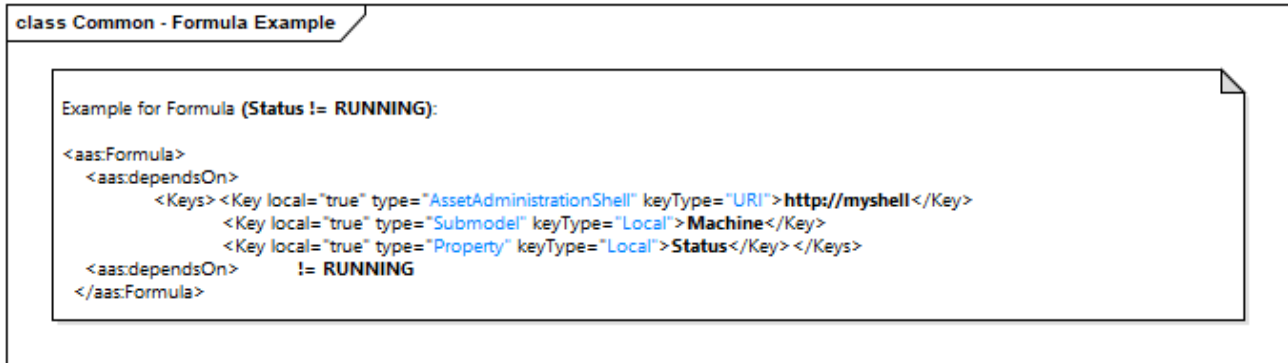 class Common - Formula Example
Example for Formula (Status != RUNNING):
<aas:Formula>
<aas:dependsOn>
<Keys><Key local="true" type="AssetAdministrationShell" keyType="URI">http://myshell</Key>
<Key local="true" type="Submodel" keyType="Local">Machine</Key>
<Key local="true" type="Property" keyType="Local">Status</Key></Keys>
<aas:dependsOn> != RUNNING
</aas:Formula>